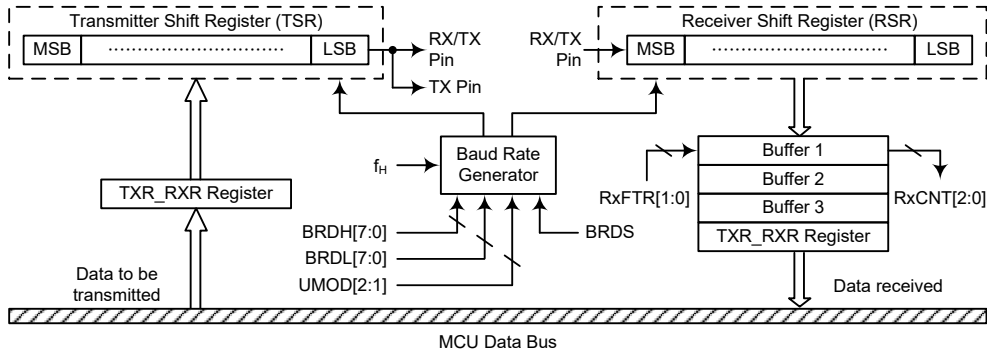 Transmitter Shift Register (TSR)
MSB
LSB
RX/TX
Pin
TX Pin
Receiver Shift Register (RSR)
RX/TX
Pin
MSB
LSB
fH
Baud Rate
Generator
Buffer 1
Buffer 2
Buffer 3
TXR_RXR Register
RxFTR[1:0]
RxCNT[2:0]
TXR_RXR Register
BRDH[7:0]
BRDL[7:0]
UMOD[2:1]
BRDS
Data to be
transmitted
Data received
MCU Data Bus